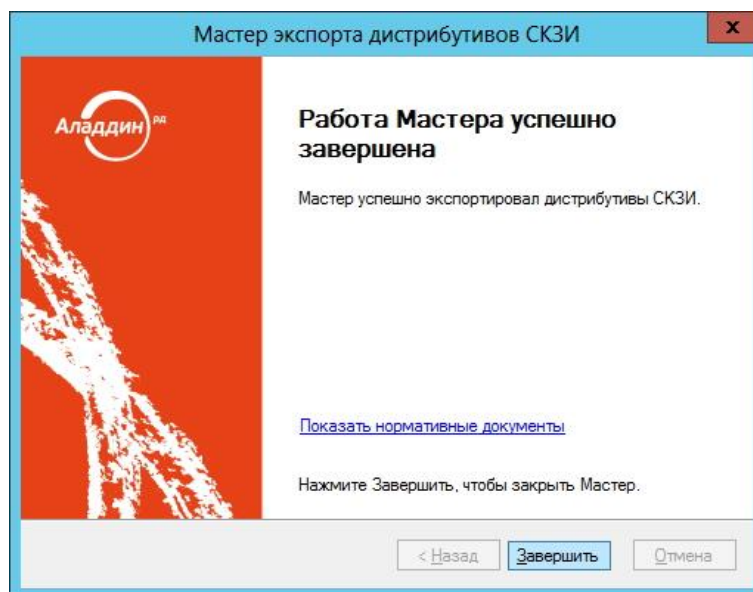 Мастер экспорта дистрибутивов СКЗИ
x
Аладдин РД
Работа Мастера успешно
завершена
Мастер успешно экспортировал дистрибутивы СКЗИ.
Показать нормативные документы
Нажмите Завершить, чтобы закрыть Мастер.
< Назад Завершить Отмена